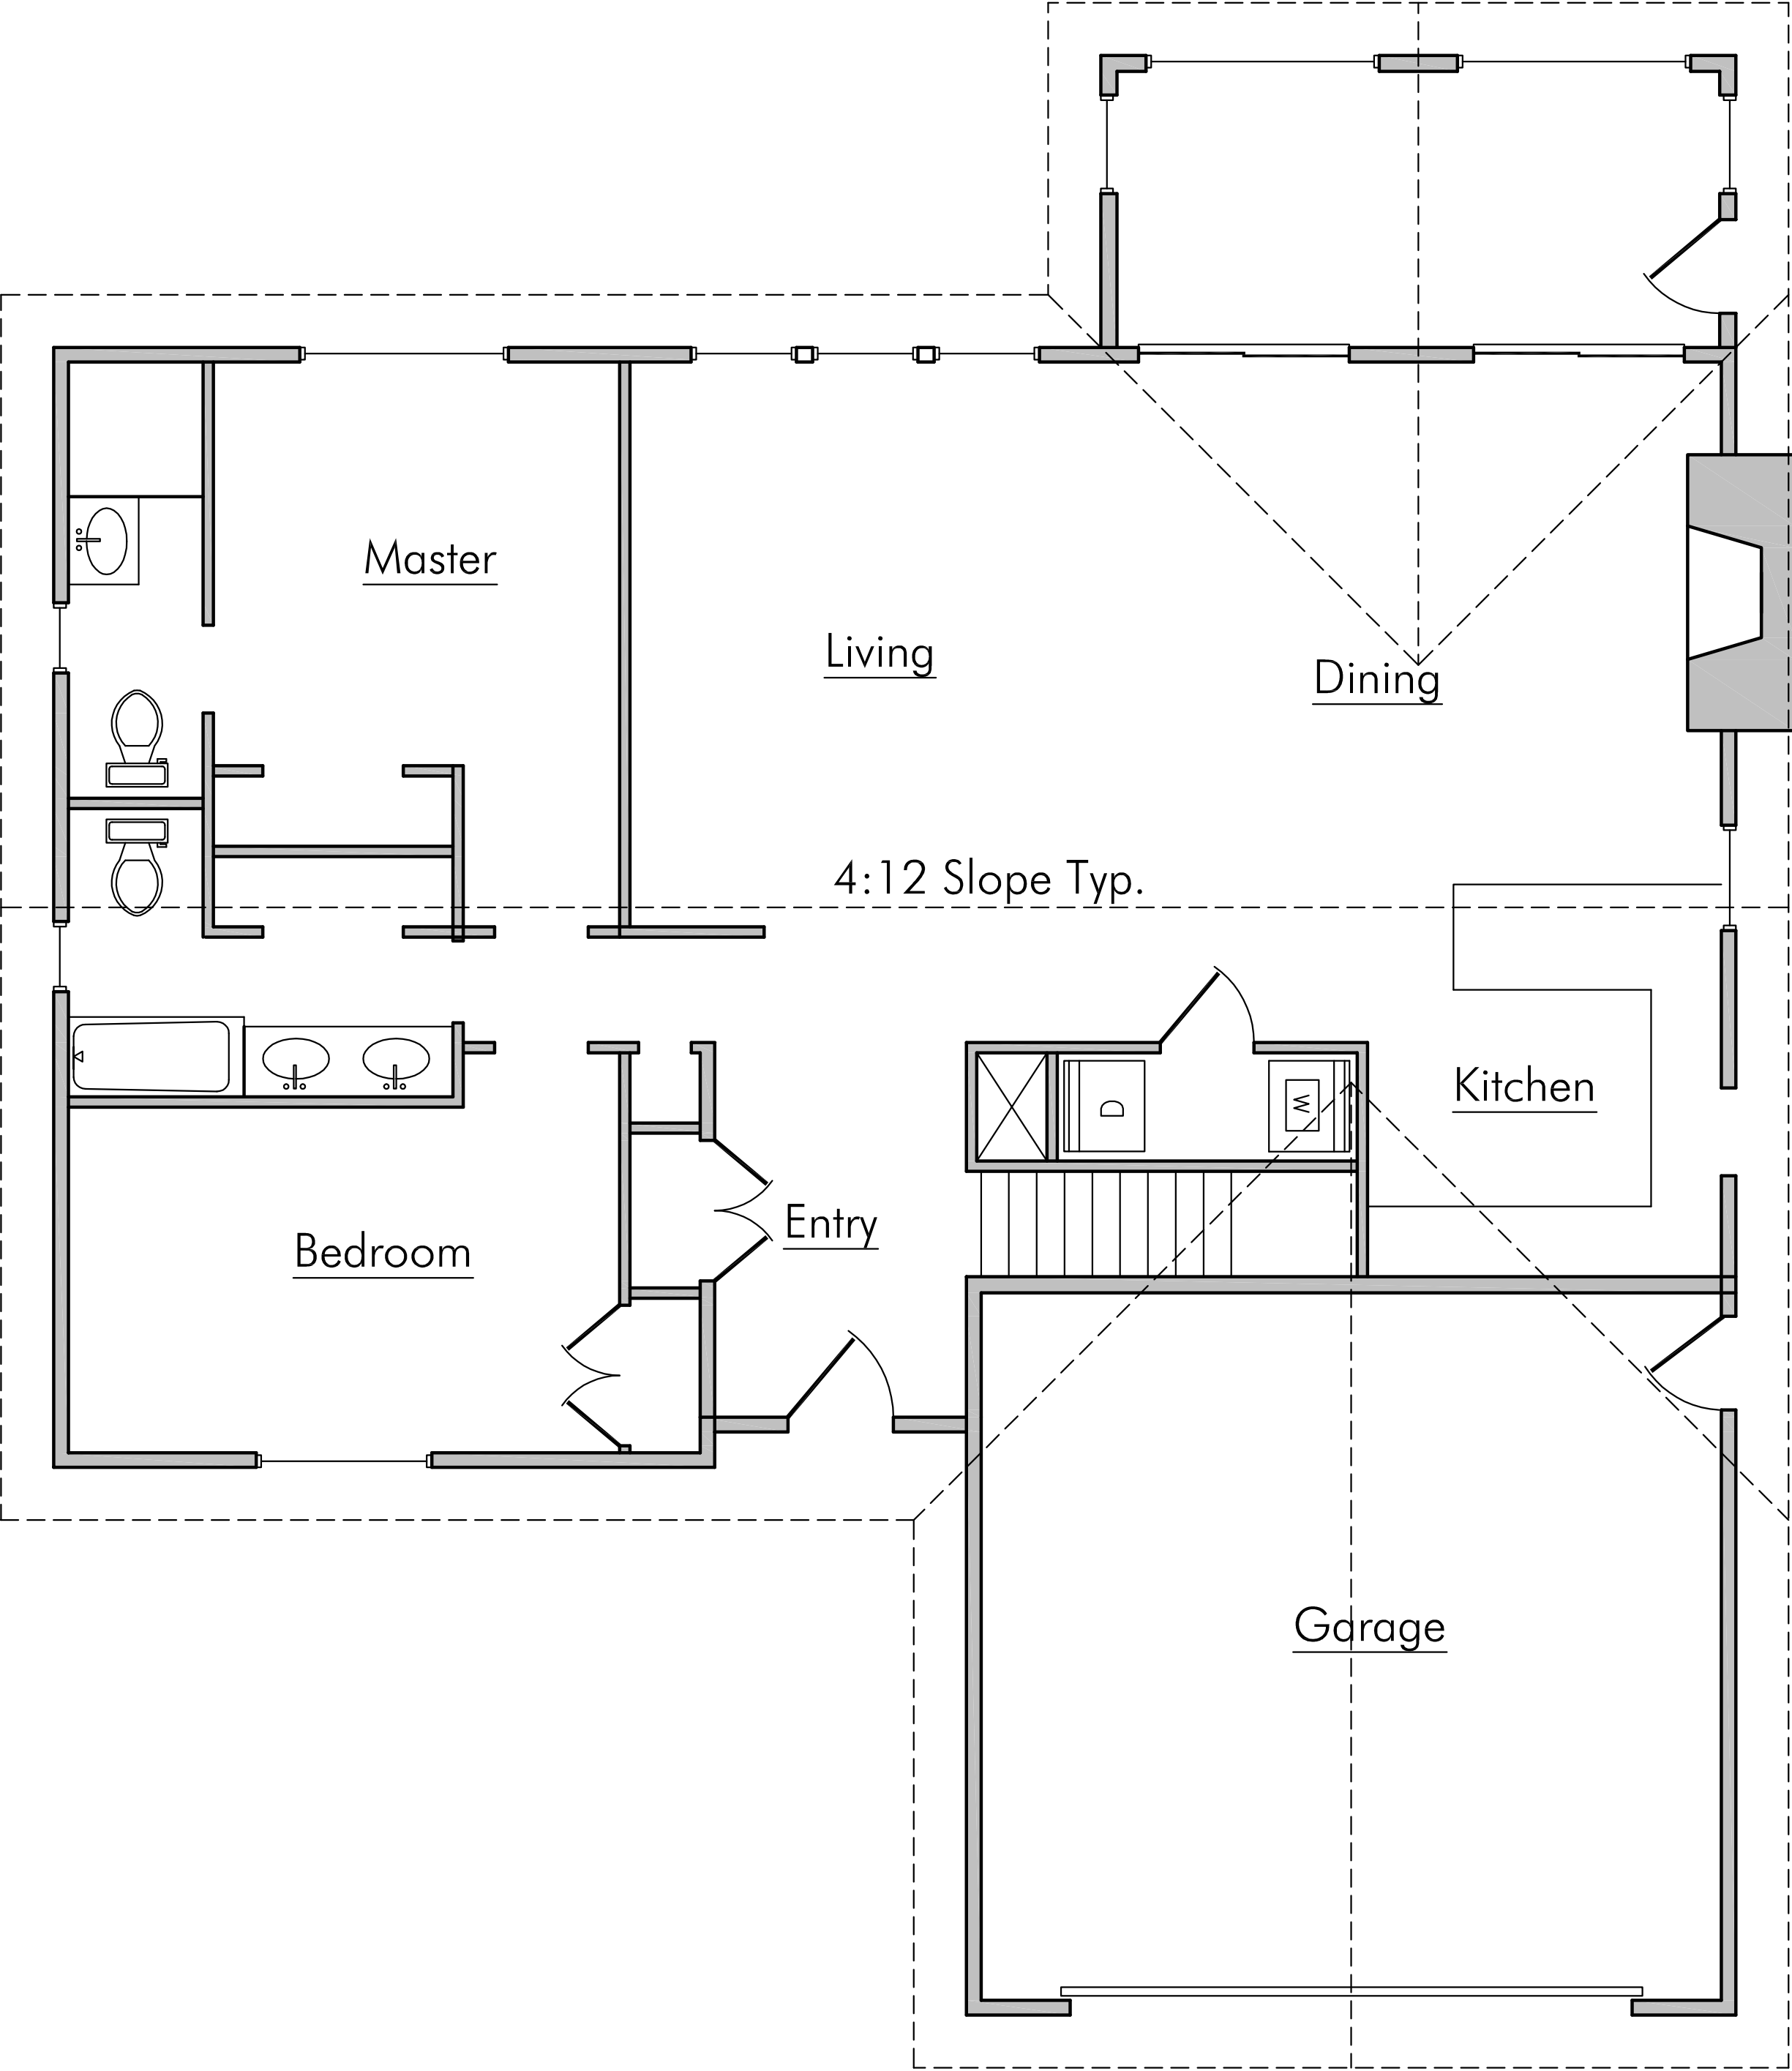 Master
Living
Dining
4:12 Slope Typ.
Kitchen
D
W
Entry
Bedroom
Garage